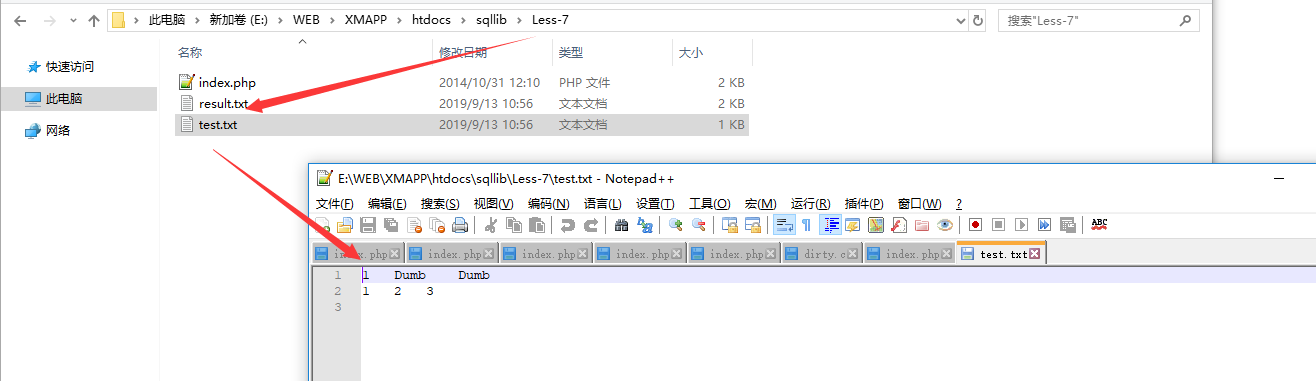 此电脑 › 新加卷 (E:) › WEB › XMAPP › htdocs › sqllib › Less-7
搜索"Less-7"
快速访问
此电脑
网络
名称 修改日期 类型 大小
index.php 2014/10/31 12:10 PHP 文件 2 KB
result.txt 2019/9/13 10:56 文本文档 2 KB
test.txt 2019/9/13 10:56 文本文档 1 KB
E:\WEB\XMAPP\htdocs\sqllib\Less-7\test.txt - Notepad++
文件(F) 编辑(E) 搜索(S) 视图(V) 编码(N) 语言(L) 设置(T) 工具(O) 宏(M) 运行(R) 插件(P) 窗口(W) ?
ABC
index.php index.php index.php index.php index.php dirty.c index.php test.txt
1 1 Dumb Dumb
2 1 2 3
3